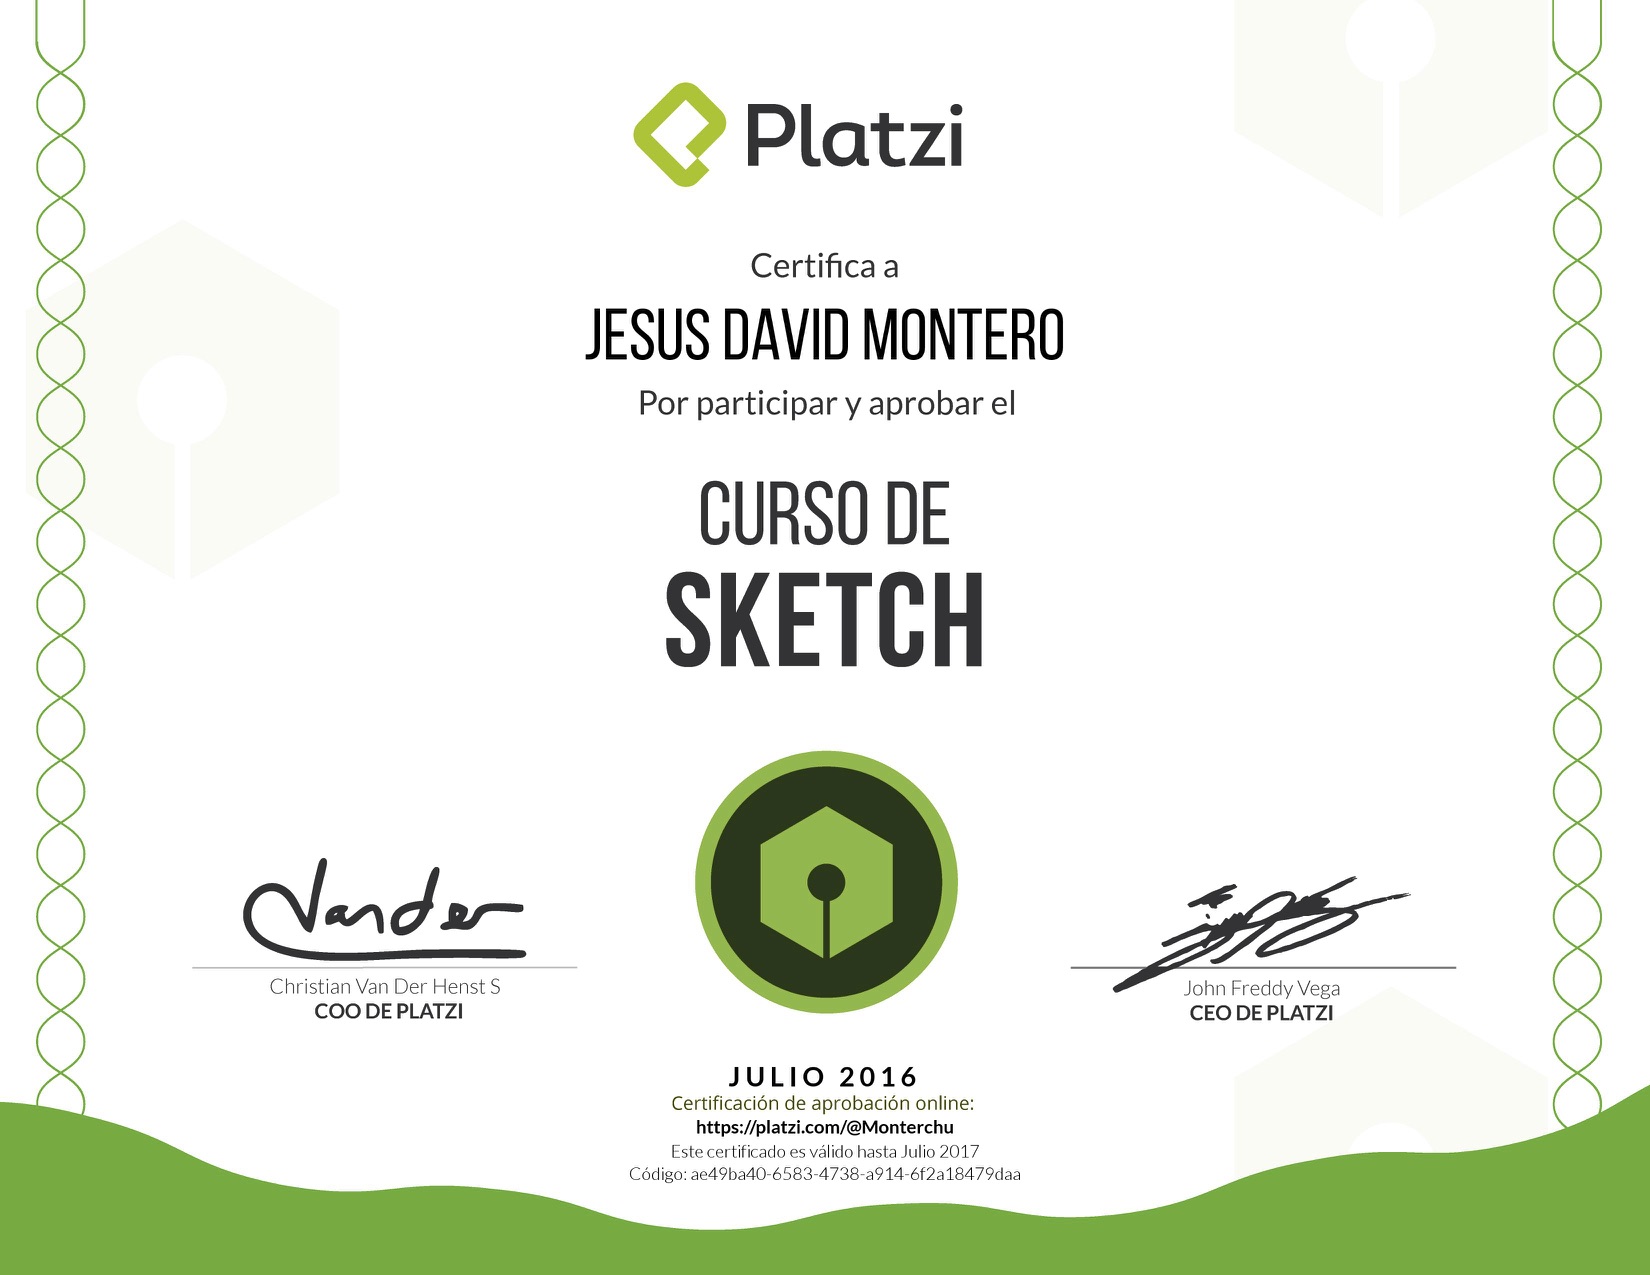 Platzi
Certifica a
JESUS DAVID MONTERO
Por participar y aprobar el
CURSO DE
SKETCH
Vander
Christian Van Der Henst S
COO DE PLATZI
John Freddy Vega
CEO DE PLATZI
JULIO 2016
Certificación de aprobación online:
https://platzi.com/@Monterchu
Este certificado es válido hasta Julio 2017
Código: ae49ba40-6583-4738-a914-6f2a18479daa